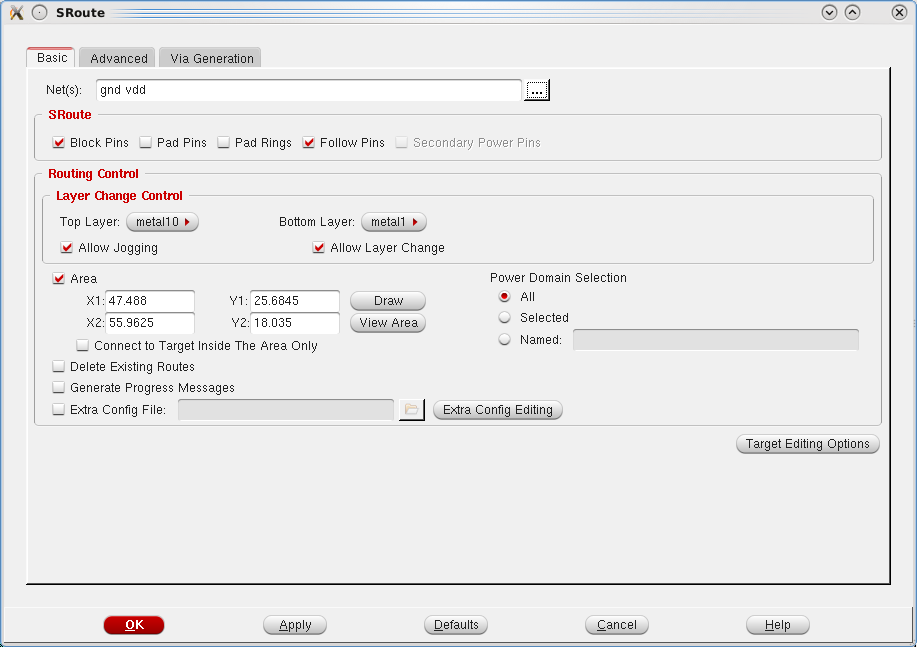 SRoute
Basic Advanced Via Generation
Net(s): gnd vdd ...
SRoute
Block Pins Pad Pins Pad Rings Follow Pins Secondary Power Pins
Routing Control
Layer Change Control
Top Layer: metal10 Bottom Layer: metal1
Allow Jogging Allow Layer Change
Area Power Domain Selection
X1: 47.488 Y1: 25.6845 Draw All
X2: 55.9625 Y2: 18.035 View Area Selected
Connect to Target Inside The Area Only Named:
Delete Existing Routes
Generate Progress Messages
Extra Config File: Extra Config Editing
Target Editing Options
OK Apply Defaults Cancel Help